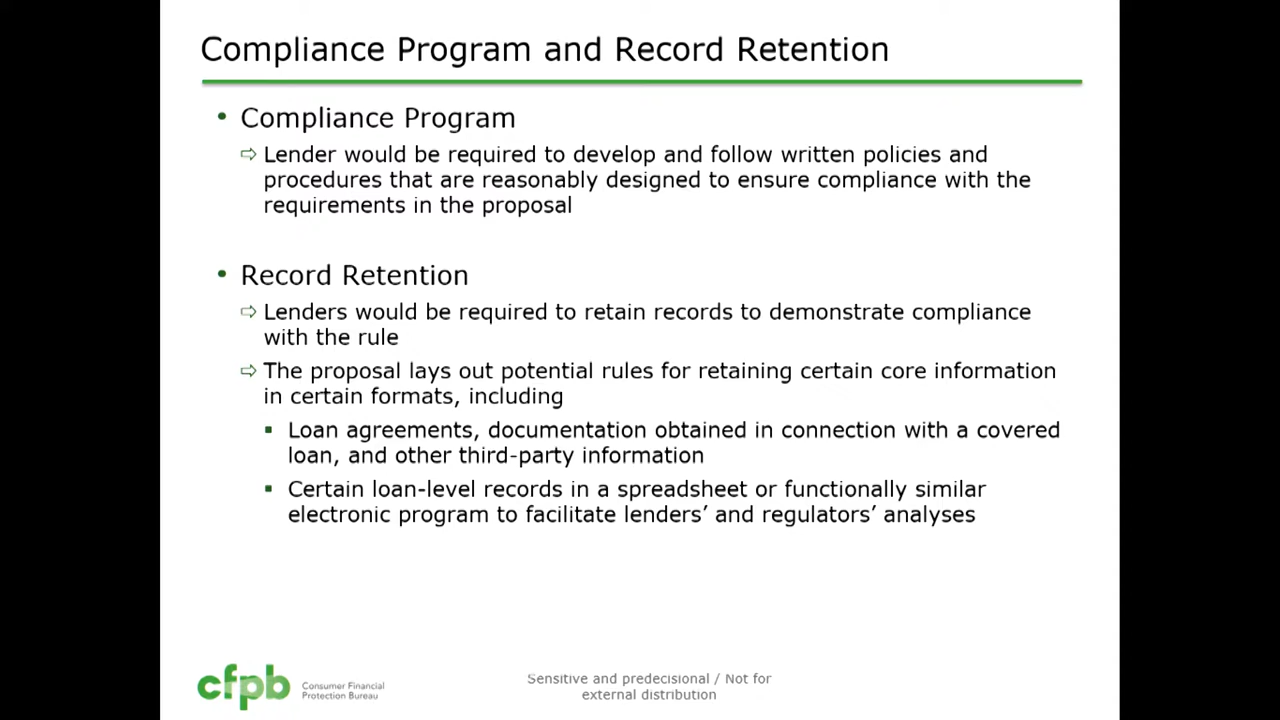 Compliance Program and Record Retention
• Compliance Program
⇨ Lender would be required to develop and follow written policies and
procedures that are reasonably designed to ensure compliance with the
requirements in the proposal
• Record Retention
⇨ Lenders would be required to retain records to demonstrate compliance
with the rule
⇨ The proposal lays out potential rules for retaining certain core information
in certain formats, including
▪ Loan agreements, documentation obtained in connection with a covered
loan, and other third-party information
▪ Certain loan-level records in a spreadsheet or functionally similar
electronic program to facilitate lenders’ and regulators’ analyses
cfpb
Consumer Financial
Protection Bureau
Sensitive and predecisional / Not for
external distribution